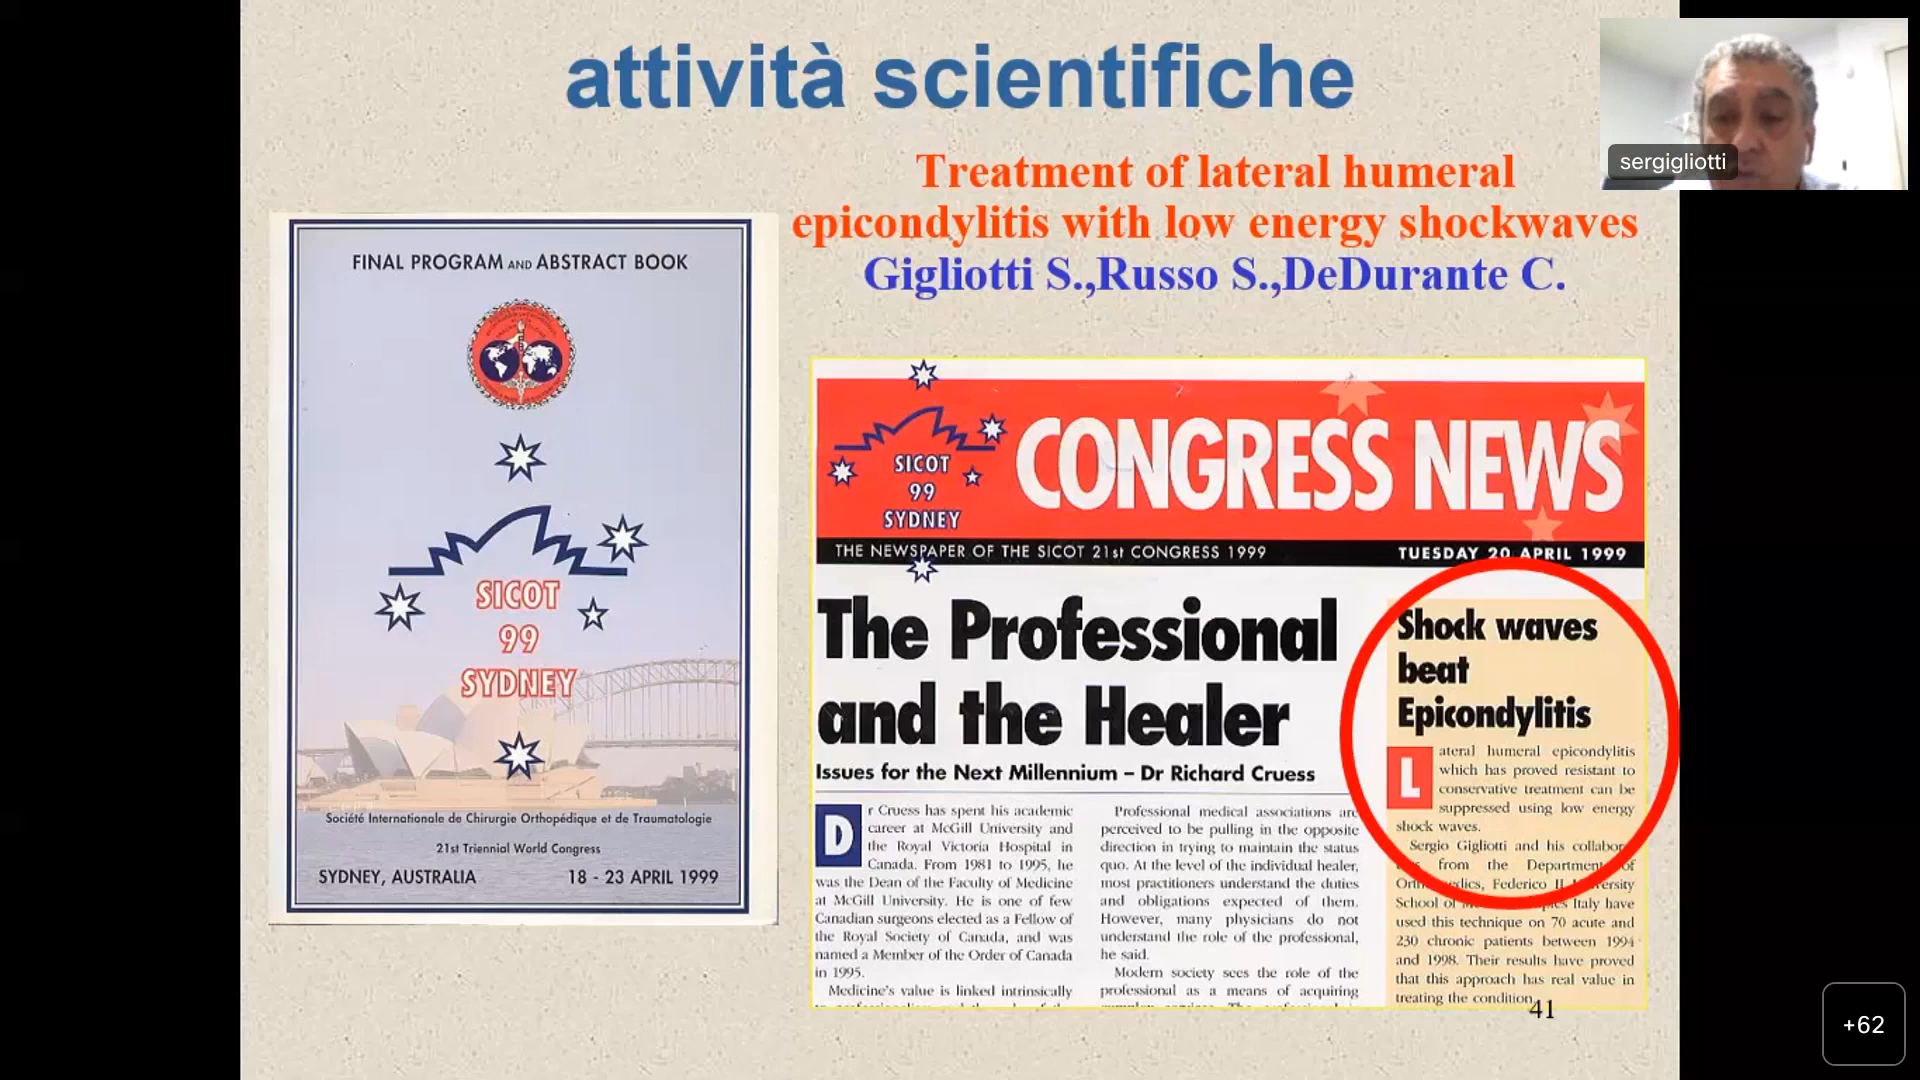 attività scientifiche
sergigliotti
Treatment of lateral humeral
epicondylitis with low energy shockwaves
Gigliotti S.,Russo S.,DeDurante C.
FINAL PROGRAM AND ABSTRACT BOOK
SICOT
99
SYDNEY
Société Internationale de Chirurgie Orthopédique et de Traumatologie
21st Triennial World Congress
SYDNEY, AUSTRALIA 18 - 23 APRIL 1999
SICOT
99
SYDNEY
CONGRESS NEWS
THE NEWSPAPER OF THE SICOT 21st CONGRESS 1999 TUESDAY 20 APRIL 1999
The Professional
and the Healer
Issues for the Next Millennium – Dr Richard Cruess
Dr Cruess has spent his academic
career at McGill University and
the Royal Victoria Hospital in
Canada. From 1981 to 1995, he
was the Dean of the Faculty of Medicine
at McGill University. He is one of few
Canadian surgeons elected as a Fellow of
the Royal Society of Canada, and was
named a Member of the Order of Canada
in 1995.
Medicine's value is linked intrinsically
Professional medical associations are
perceived to be pulling in the opposite
direction in trying to maintain the status
quo. At the level of the individual healer,
most practitioners understand the duties
and obligations expected of them.
However, many physicians do not
understand the role of the professional,
he said.
Modern society sees the role of the
professional as a means of acquiring
Shock waves
beat
Epicondylitis
Lateral humeral epicondylitis
which has proved resistant to
conservative treatment can be
suppressed using low energy
shock waves.
Sergio Gigliotti and his collabor
from the Department of
Federico II
School of Italy have
used this technique on 70 acute and
230 chronic patients between 1994
and 1998. Their results have proved
that this approach has real value in
treating the condition
41
+62